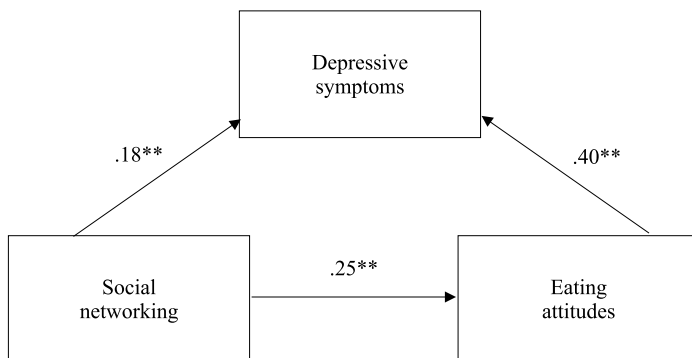 Depressive
symptoms
.18**
.40**
.25**
Social
networking
Eating
attitudes